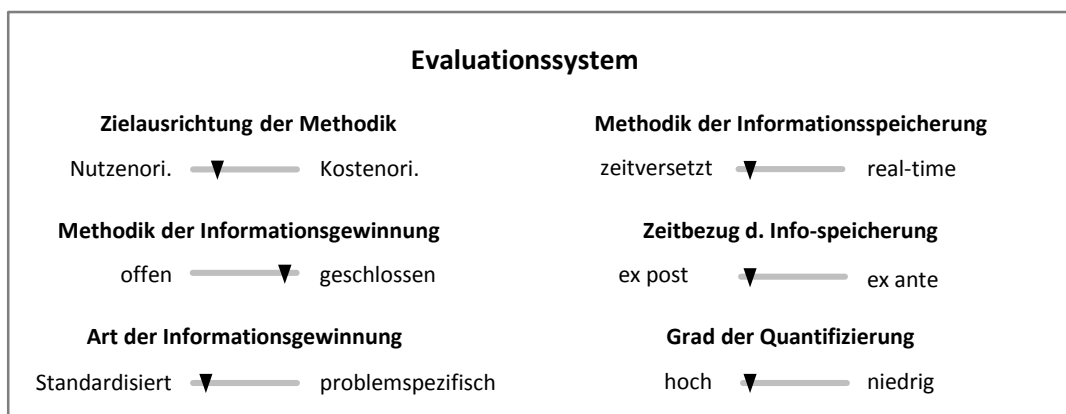 Evaluationssystem
Zielausrichtung der Methodik
Nutzenori. Kostenori.
Methodik der Informationsgewinnung
offen geschlossen
Art der Informationsgewinnung
Standardisiert problemspezifisch
Methodik der Informationsspeicherung
zeitversetzt real-time
Zeitbezug d. Info-speicherung
ex post ex ante
Grad der Quantifizierung
hoch niedrig